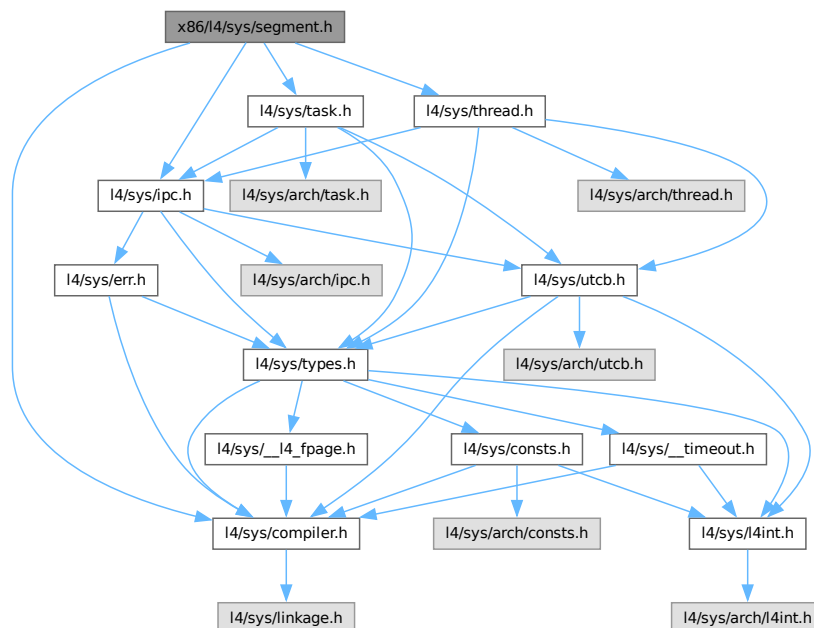 x86/l4/sys/segment.h
l4/sys/task.h
l4/sys/thread.h
l4/sys/ipc.h
l4/sys/arch/task.h
l4/sys/arch/thread.h
l4/sys/err.h
l4/sys/arch/ipc.h
l4/sys/utcb.h
l4/sys/types.h
l4/sys/arch/utcb.h
l4/sys/__l4_fpage.h
l4/sys/consts.h
l4/sys/__timeout.h
l4/sys/compiler.h
l4/sys/arch/consts.h
l4/sys/l4int.h
l4/sys/linkage.h
l4/sys/arch/l4int.h